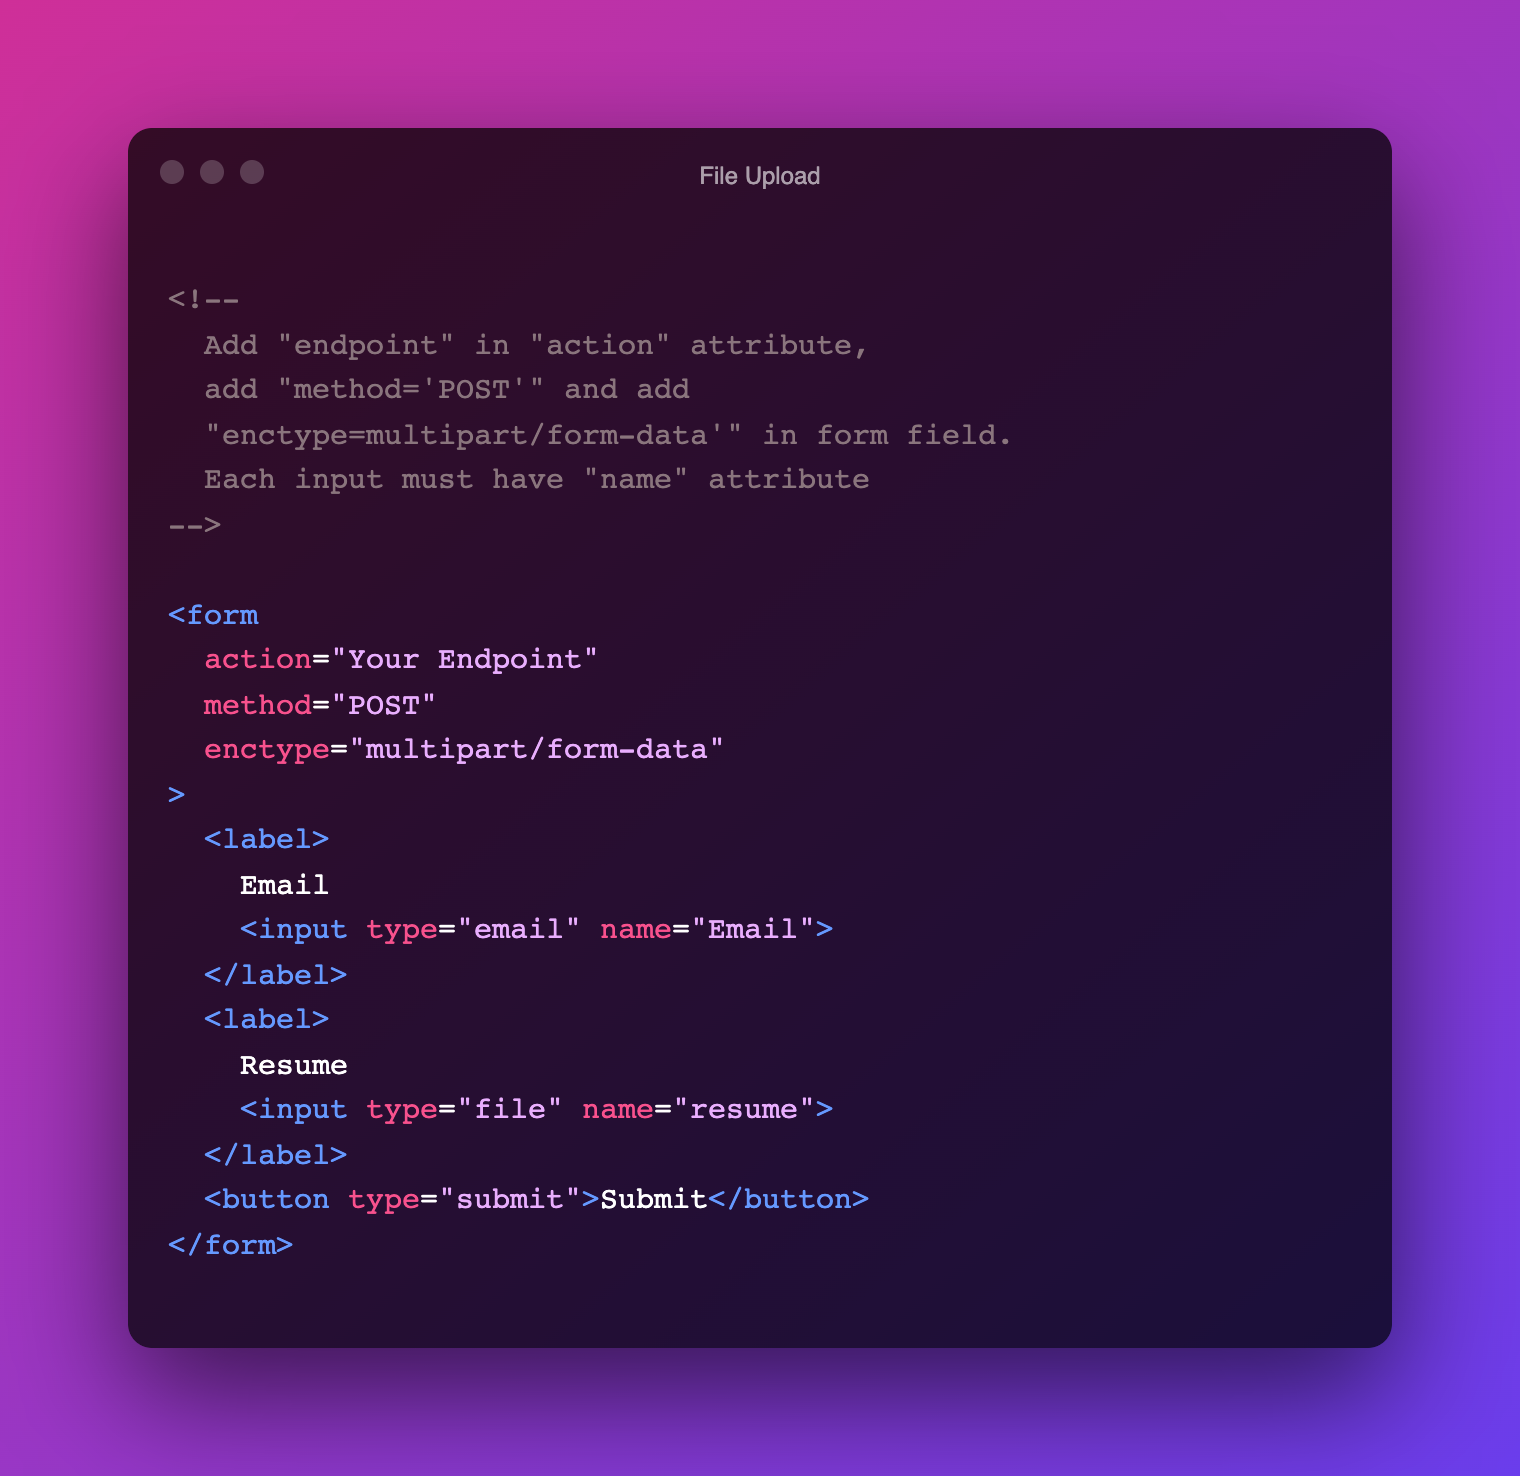 File Upload
<!--
Add "endpoint" in "action" attribute,
add "method='POST'" and add
"enctype=multipart/form-data'" in form field.
Each input must have "name" attribute
-->
<form
action="Your Endpoint"
method="POST"
enctype="multipart/form-data"
>
<label>
Email
<input type="email" name="Email">
</label>
<label>
Resume
<input type="file" name="resume">
</label>
<button type="submit">Submit</button>
</form>